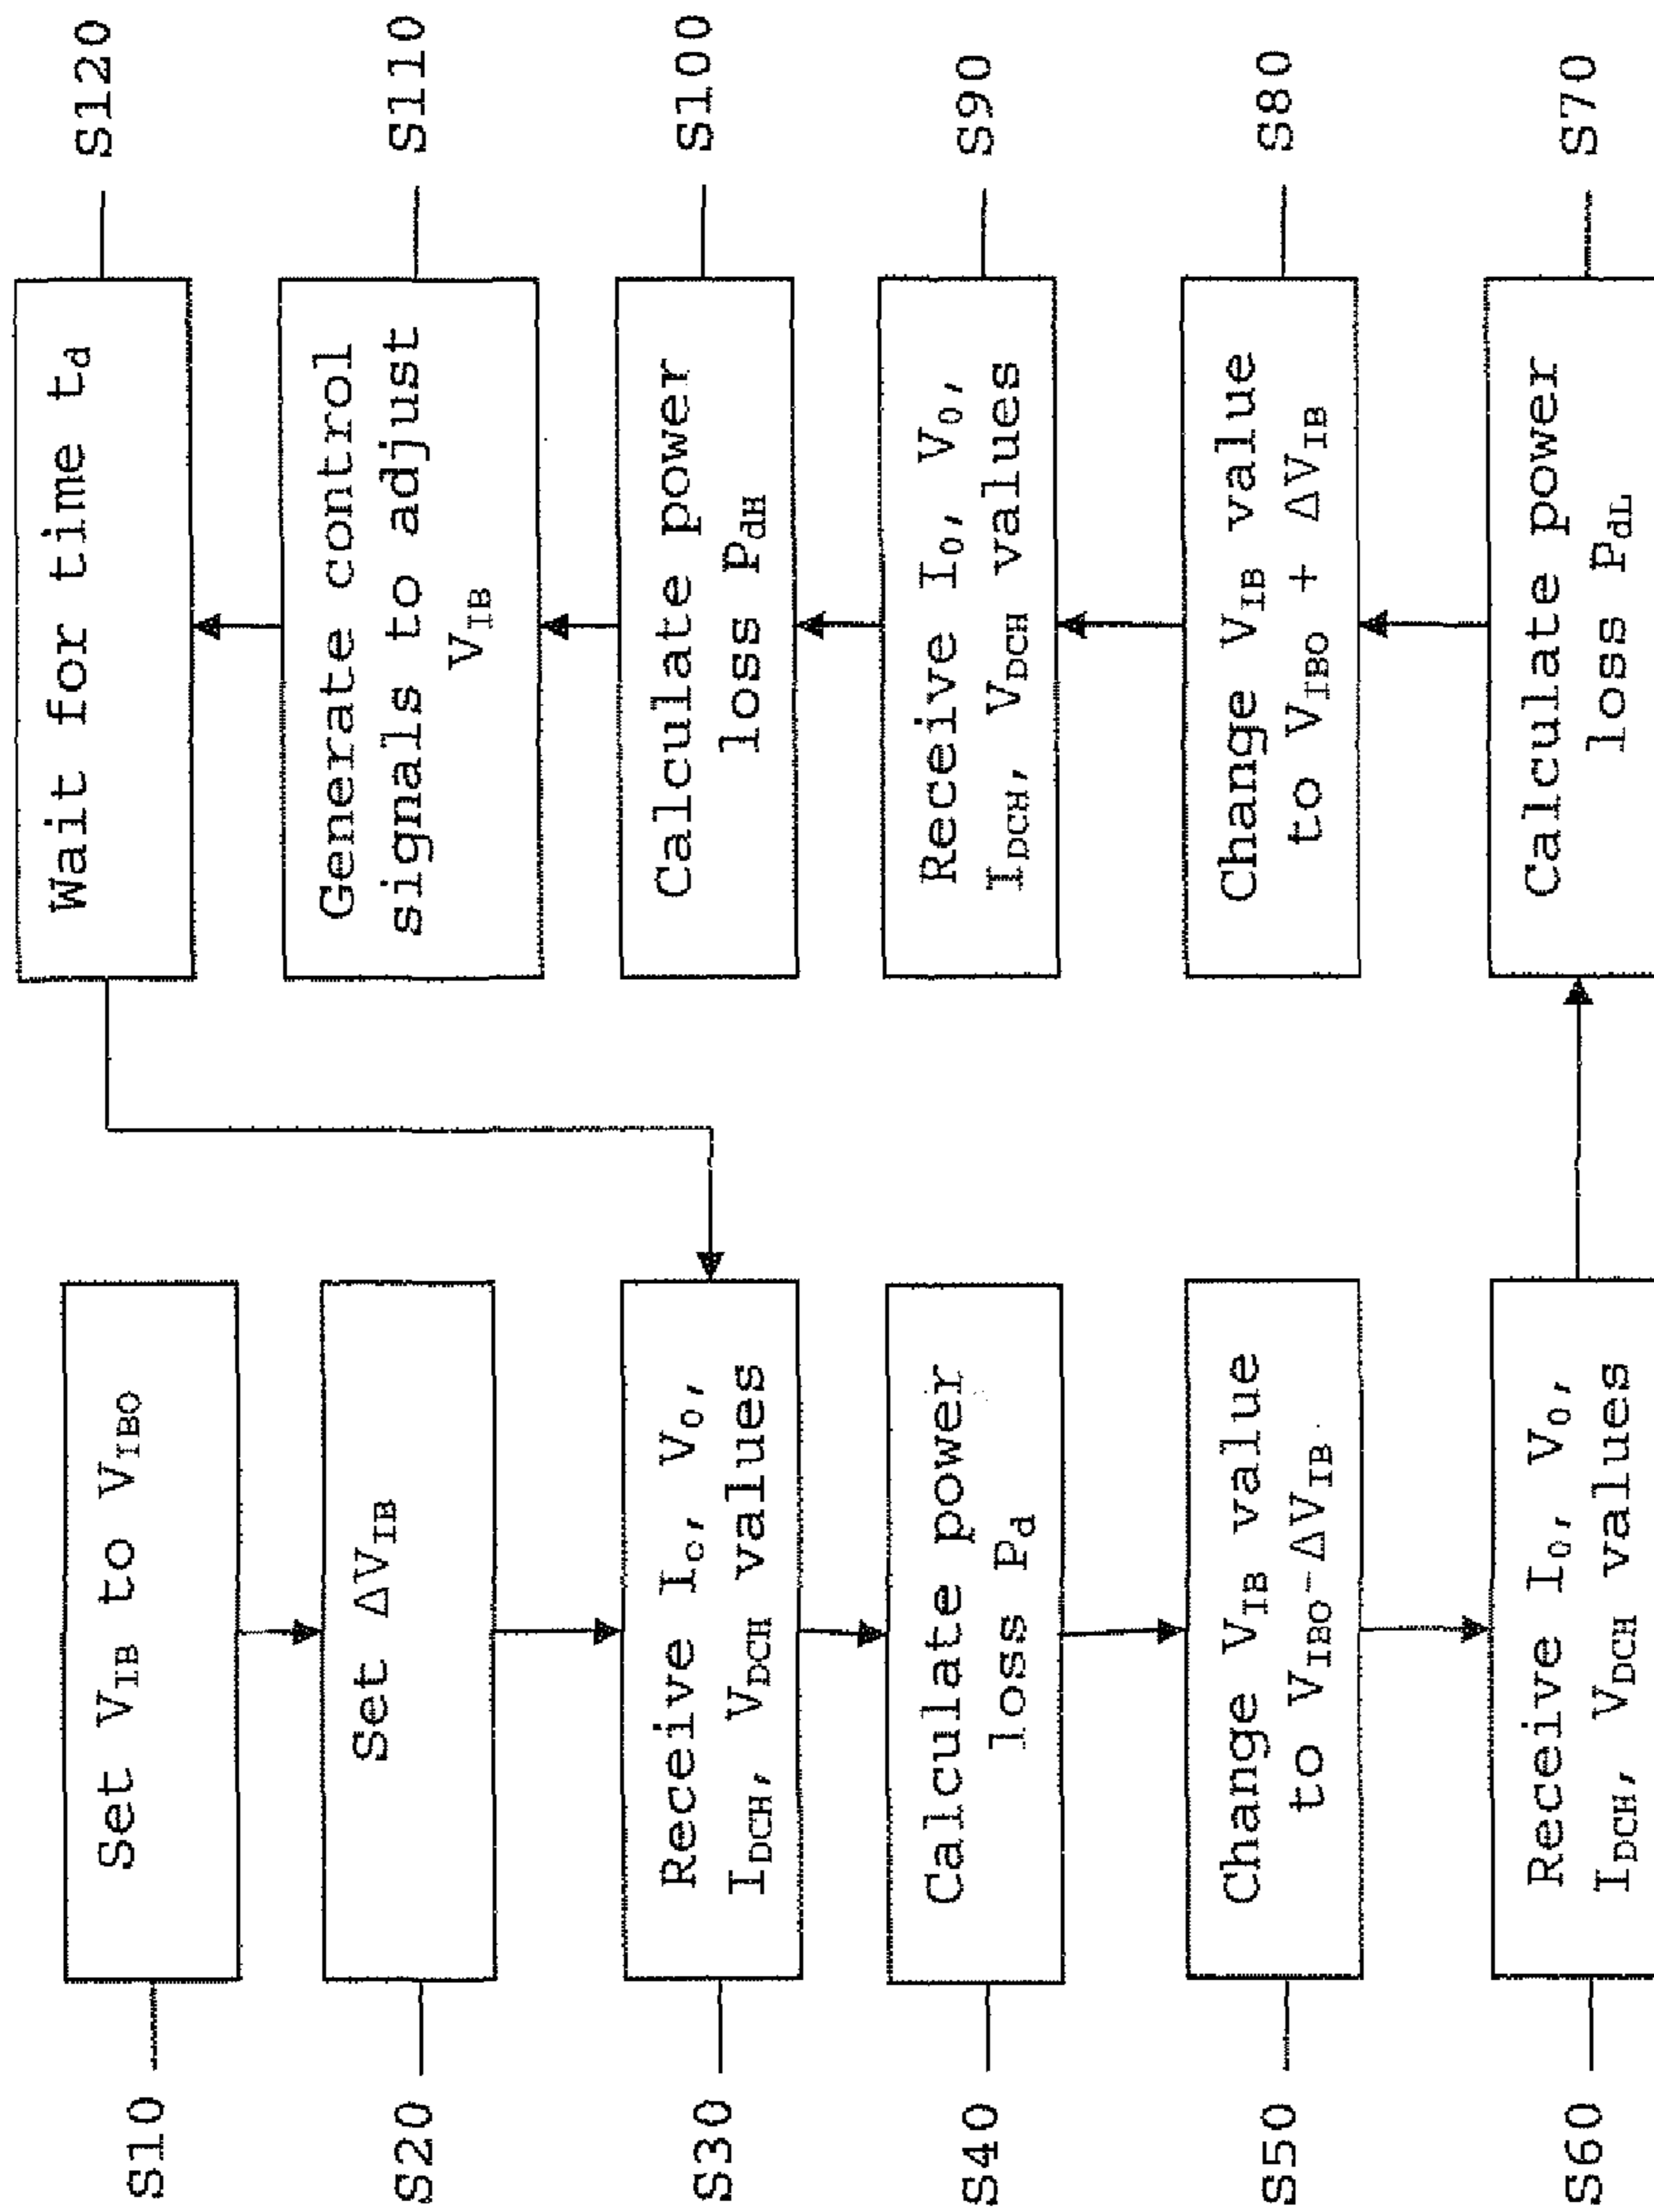 S10
Set V_IB to V_IBO
S20
Set ΔV_IB
S30
Receive I_o, V_0,
I_DCH, V_DCH values
S40
Calculate power
loss P_d
S50
Change V_IB value
to V_IBO-ΔV_IB
S60
Receive I_0, V_0,
I_DCH, V_DCH values
S120
Wait for time t_d
S110
Generate control
signals to adjust
V_IB
S100
Calculate power
loss P_dH
S90
Receive I_0, V_0,
I_DCH, V_DCH values
S80
Change V_IB value
to V_IBO + ΔV_IB
S70
Calculate power
loss P_dL